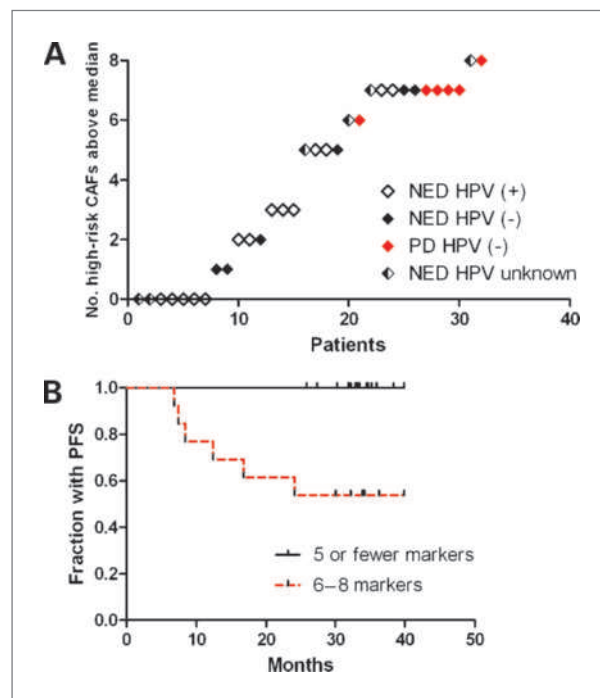 A
No. high-risk CAFs above median
8
6
4
2
0
0 10 20 30 40
Patients
NED HPV (+)
NED HPV (-)
PD HPV (-)
NED HPV unknown
B
Fraction with PFS
1.0
0.8
0.6
0.4
0.2
0.0
0 10 20 30 40 50
Months
5 or fewer markers
6–8 markers